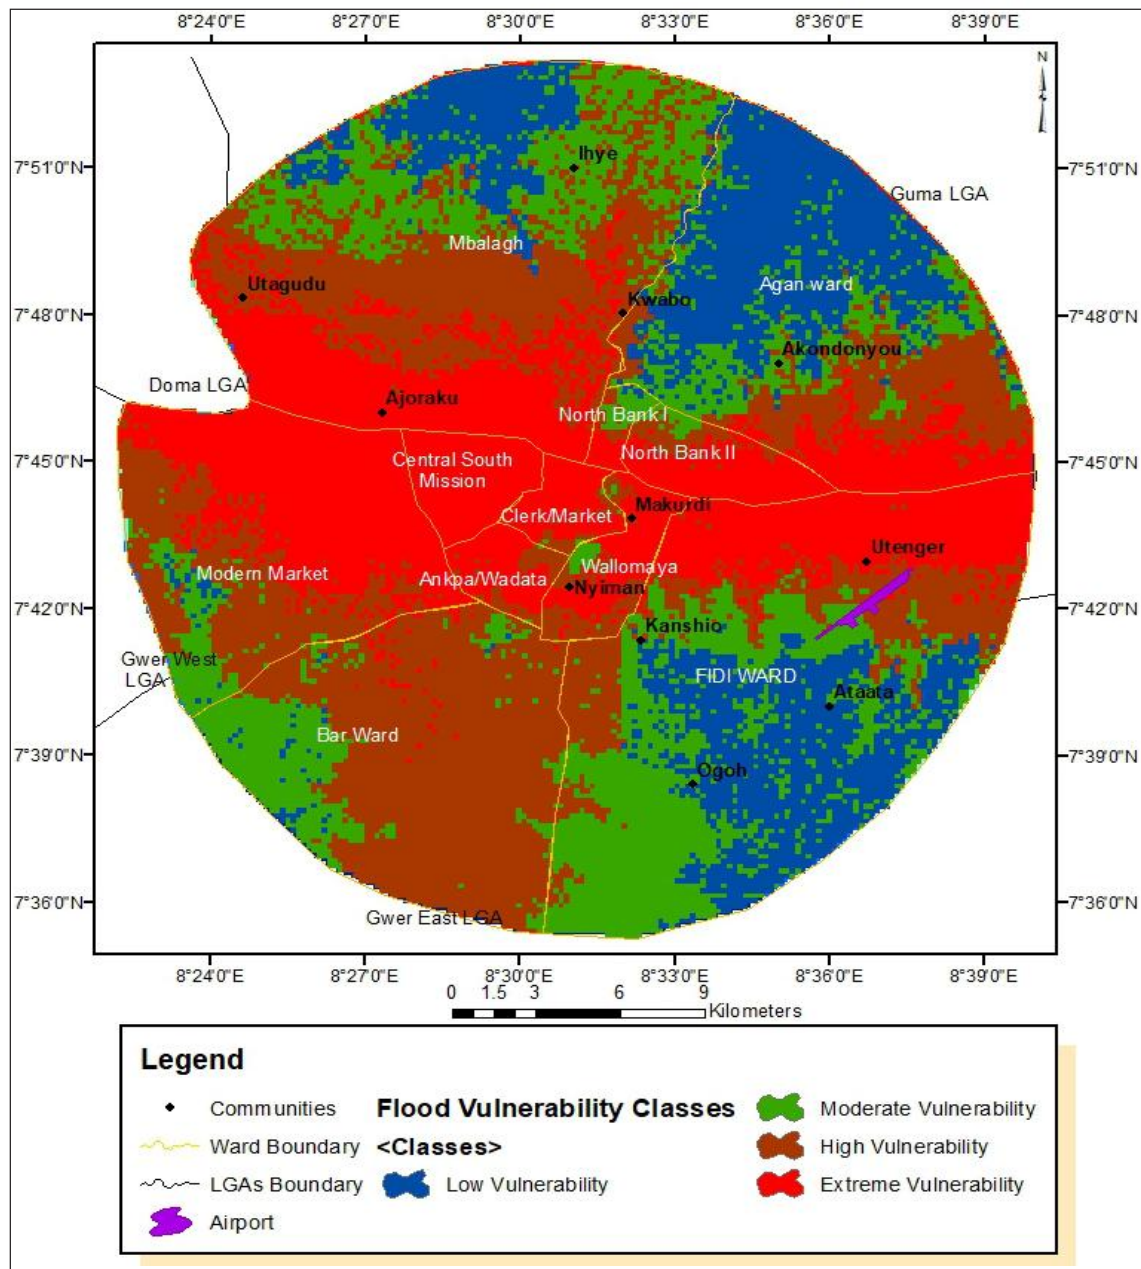 8°24'0"E 8°27'0"E 8°30'0"E 8°33'0"E 8°36'0"E 8°39'0"E
N
7°51'0"N Ihye 7°51'0"N
Guma LGA
Mbalagh
Utagudu Agan ward
Kwabo
7°48'0"N 7°48'0"N
Akondonyou
Doma LGA
Ajoraku North Bank I
7°45'0"N Central South North Bank II 7°45'0"N
Mission
Clerk/Market Makurdi
Utenger
Modern Market Ankpa/Wadata Wallomaya
Nyiman
7°42'0"N 7°42'0"N
Kanshio
Gwer West
LGA FIDI WARD
Ataata
Bar Ward
7°39'0"N 7°39'0"N
Ogoh
7°36'0"N 7°36'0"N
Gwer East LGA
8°24'0"E 8°27'0"E 8°30'0"E 8°33'0"E 8°36'0"E 8°39'0"E
0 1.5 3 6 9
Kilometers
Legend
Communities Flood Vulnerability Classes Moderate Vulnerability
Ward Boundary <Classes> High Vulnerability
LGAs Boundary Low Vulnerability Extreme Vulnerability
Airport